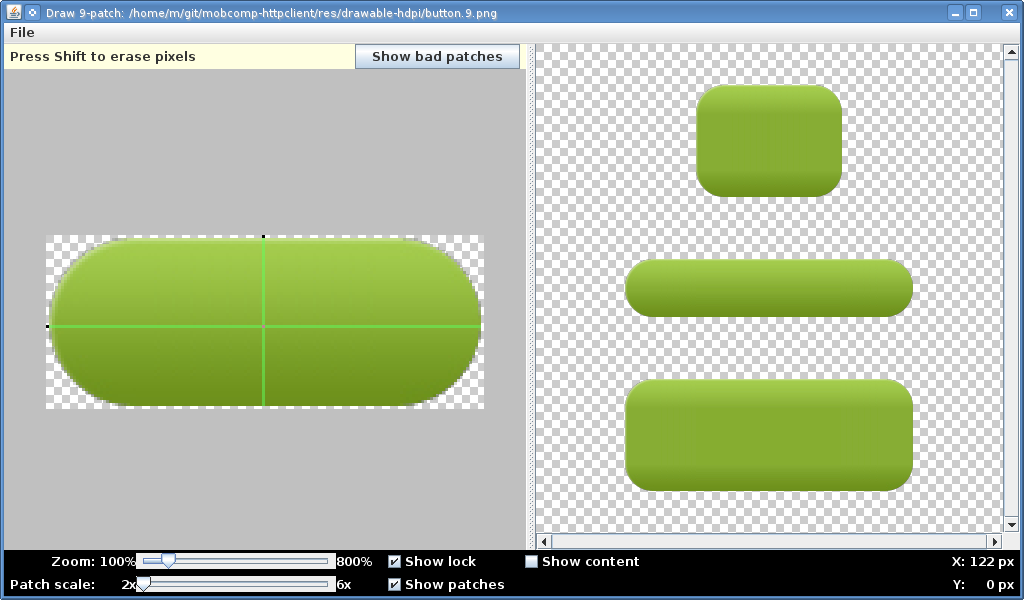 Draw 9-patch: /home/m/git/mobcomp-httpclient/res/drawable-hdpi/button.9.png
File
Press Shift to erase pixels
Show bad patches
Zoom: 100% 800% Show lock Show content X: 122 px
Patch scale: 2x 6x Show patches Y: 0 px